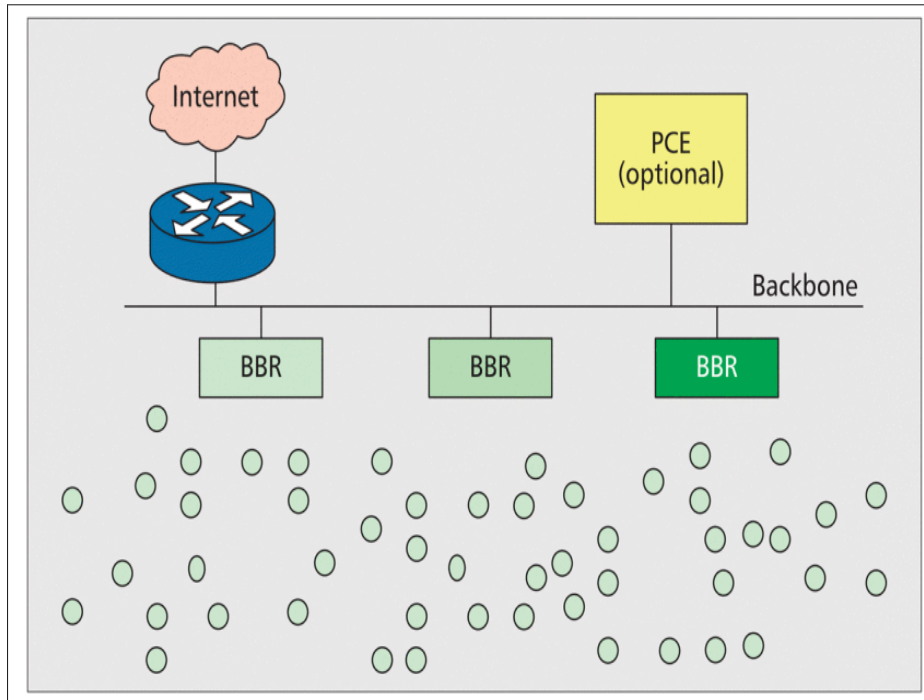 Internet
PCE
(optional)
Backbone
BBR
BBR
BBR